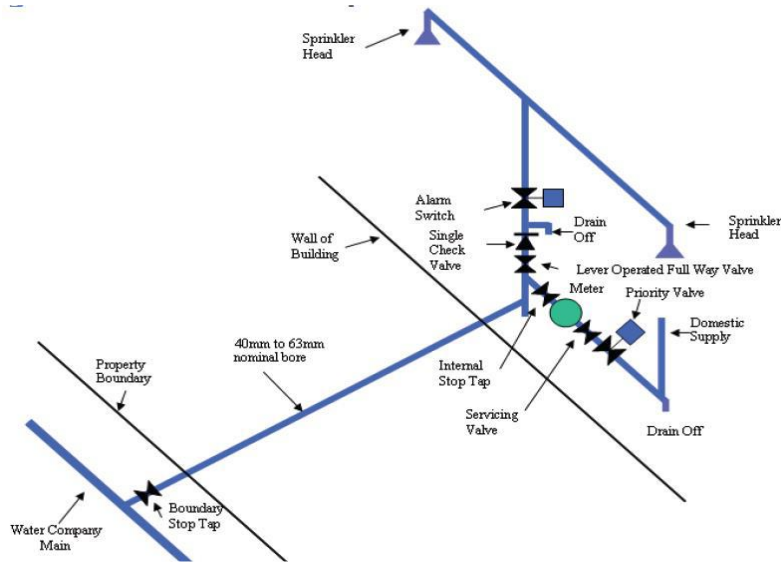 Sprinkler
Head
Alarm
Switch
Drain
Off
Sprinkler
Head
Wall of
Building
Single
Check
Valve
Lever Operated Full Way Valve
Meter
Priority Valve
Domestic
Supply
40mm to 63mm
nominal bore
Property
Boundary
Internal
Stop Tap
Servicing
Valve
Drain Off
Boundary
Stop Tap
Water Company
Main